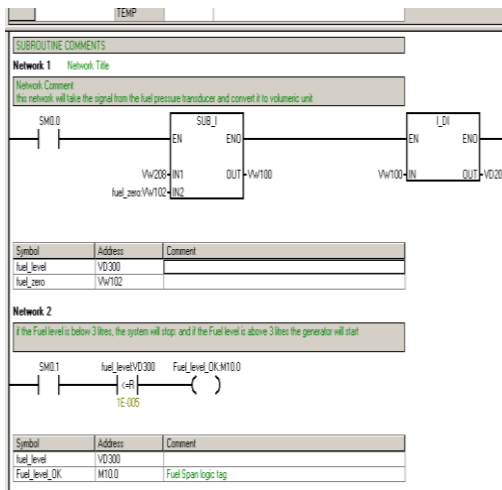 TEMP
SUBROUTINE COMMENTS
Network 1 Network Title
Network Comment
this network will take the signal from the fuel pressure transducer and convert it to volumeric unit
SM0.0 SUB_I I_DI
EN ENO EN ENO
VW208 IN1 OUT VW100 VW100 IN OUT VD20
fuel_zero:VW102 IN2
Symbol Address Comment
fuel_level VD300
fuel_zero VW102
Network 2
if the Fuel level is below 3 litres, the system will stop: and if the Fuel level is above 3 litres the generator will start
SM0.1 fuel_level:VD300 Fuel_level_OK:M10.0
<=R
1E-005
Symbol Address Comment
fuel_level VD300
Fuel_level_OK M10.0 Fuel Span logic tag